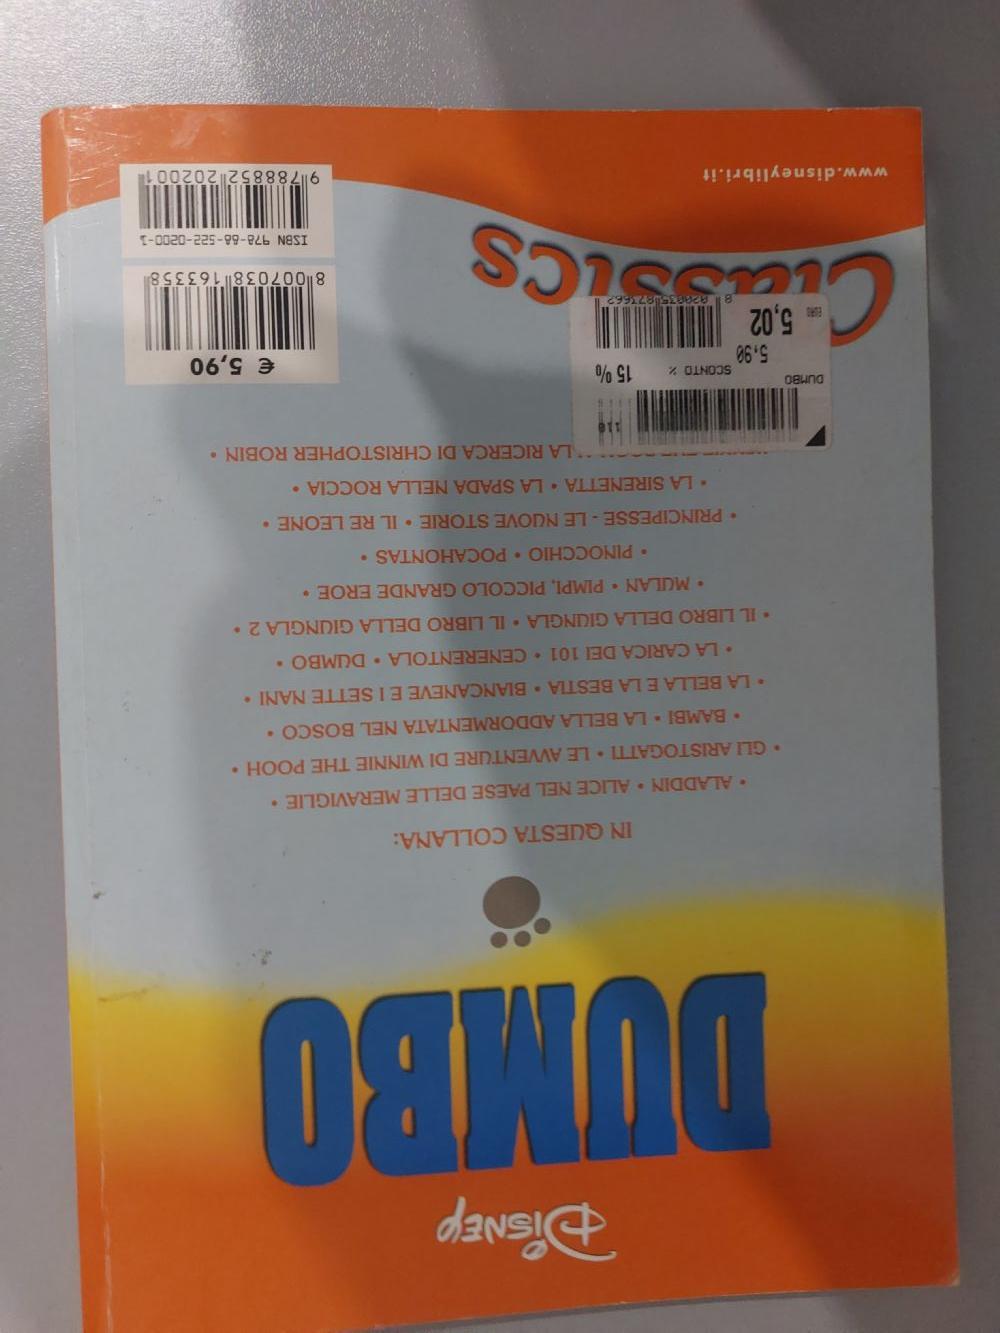 DISNEY
DUMBO
IN QUESTA COLLANA:
• ALADDIN • ALICE NEL PAESE DELLE MERAVIGLIE •
• GLI ARISTOGATTI • LE AVVENTURE DI WINNIE THE POOH •
• BAMBI • LA BELLA ADDORMENTATA NEL BOSCO •
• LA BELLA E LA BESTIA • BIANCANEVE E I SETTE NANI •
• LA CARICA DEI 101 • CENERENTOLA • DUMBO •
• IL LIBRO DELLA GIUNGLA • IL LIBRO DELLA GIUNGLA 2 •
• MULAN • PIMPI, PICCOLO GRANDE EROE •
• PINOCCHIO • POCAHONTAS •
• PRINCIPESSE - LE NUOVE STORIE • IL RE LEONE •
• LA SIRENETTA • LA SPADA NELLA ROCCIA •
LA RICERCA DI CHRISTOPHER ROBIN •
110
DUMBO SCONTO % 15 %
5,90
EURO 5,02
8 020035 873662
Classics
€ 5,90
8 007038 163358
ISBN 978-88-522-0200-1
9 788852 202001
www.disneylibri.it